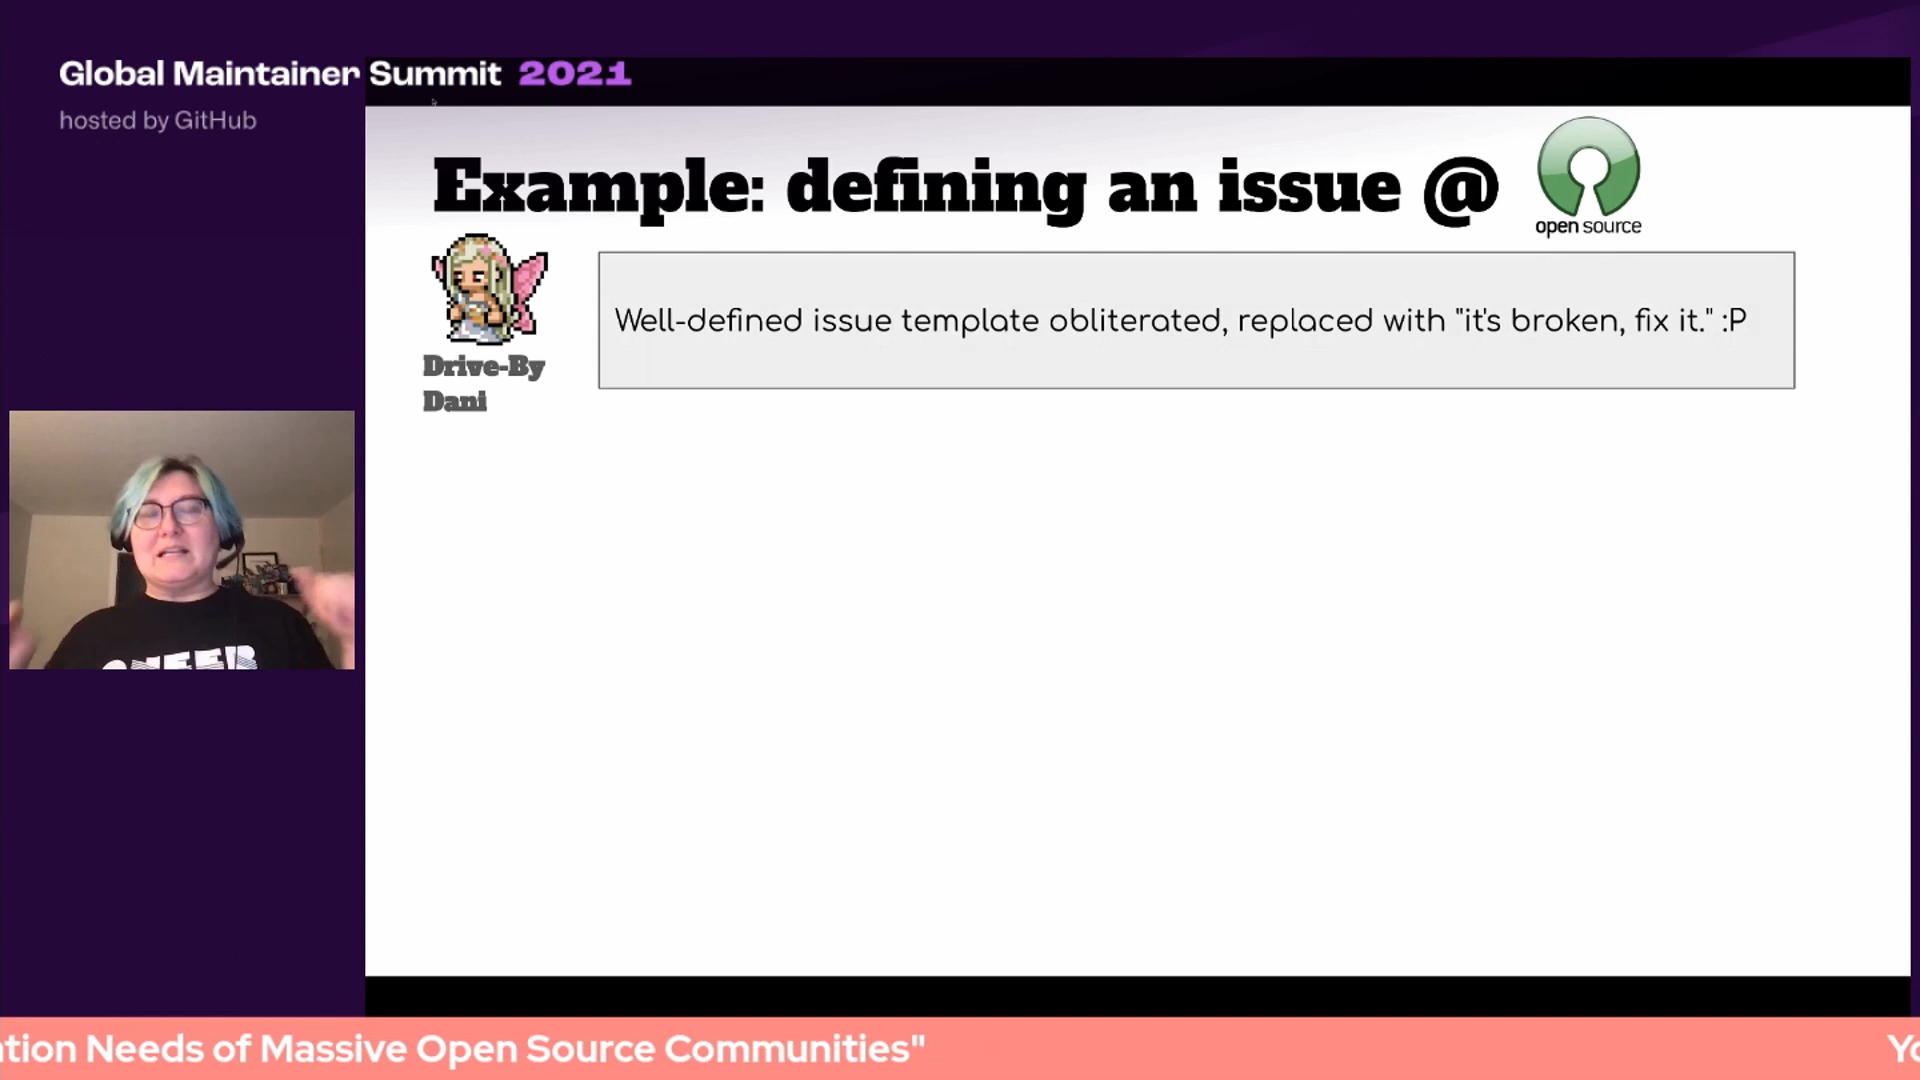 Global Maintainer Summit 2021
hosted by GitHub
Example: defining an issue @
open source
Well-defined issue template obliterated, replaced with "it's broken, fix it." :P
Drive-By
Dani
Needs of Massive Open Source Communities"